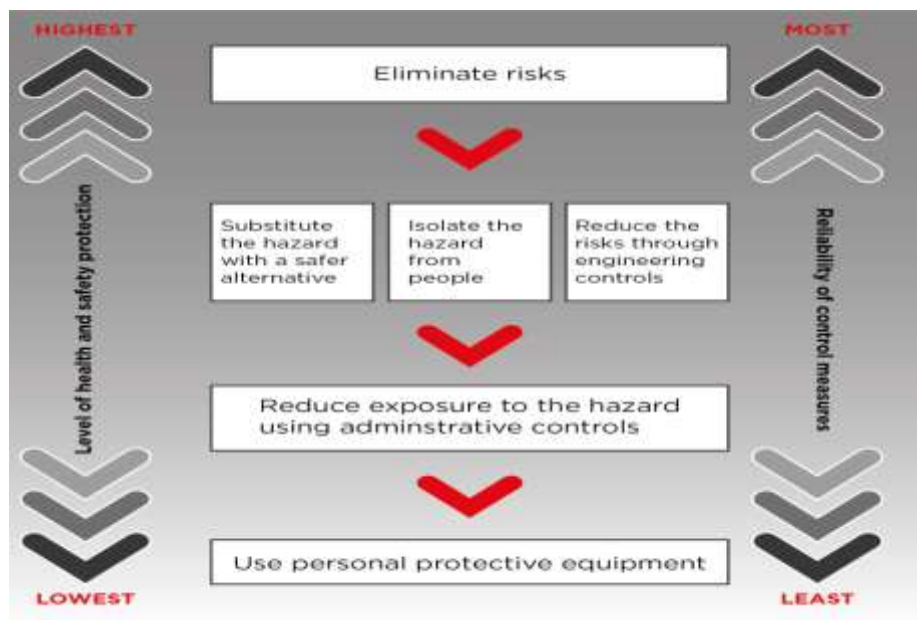 HIGHEST
MOST
Eliminate risks
Level of health and safety protection
Reliability of control measures
Substitute
the hazard
with a safer
alternative
Isolate the
hazard
from
people
Reduce the
risks through
engineering
controls
Reduce exposure to the hazard
using adminstrative controls
Use personal protective equipment
LOWEST
LEAST